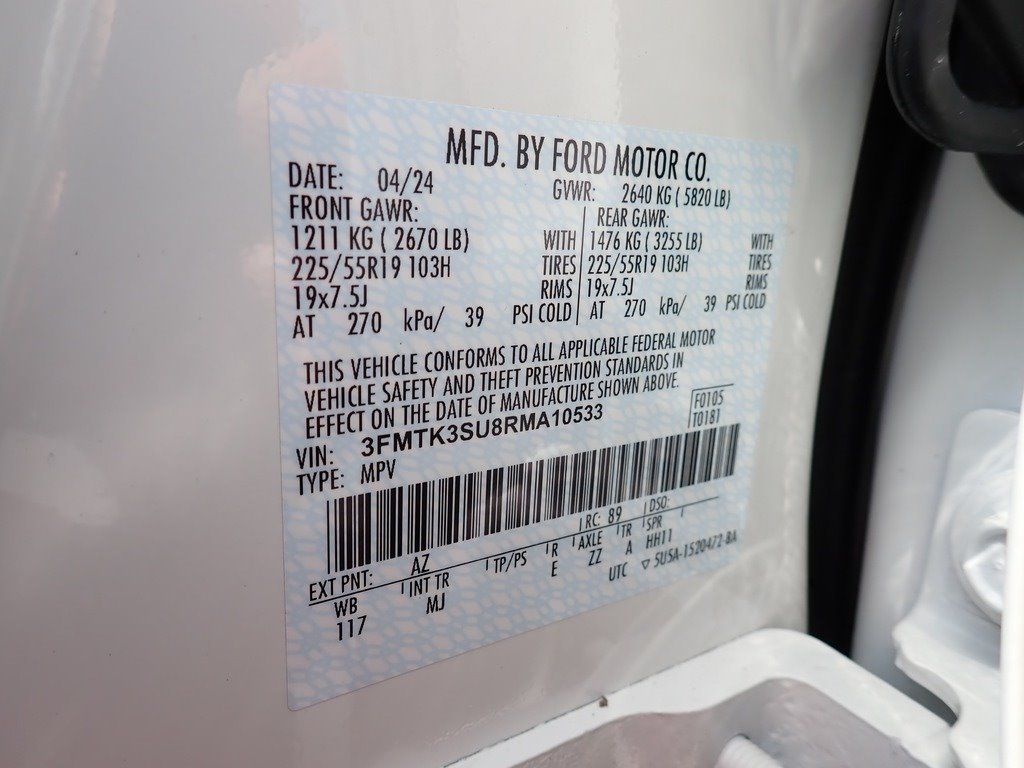 MFD. BY FORD MOTOR CO.
DATE: 04/24 GVWR: 2640 KG ( 5820 LB)
FRONT GAWR: REAR GAWR:
1211 KG ( 2670 LB) WITH 1476 KG ( 3255 LB) WITH
225/55R19 103H TIRES 225/55R19 103H TIRES
19x7.5J RIMS 19x7.5J RIMS
AT 270 kPa/ 39 PSI COLD AT 270 kPa/ 39 PSI COLD
THIS VEHICLE CONFORMS TO ALL APPLICABLE FEDERAL MOTOR
VEHICLE SAFETY AND THEFT PREVENTION STANDARDS IN
EFFECT ON THE DATE OF MANUFACTURE SHOWN ABOVE.
F0105
T0181
VIN: 3FMTK3SU8RMA10533
TYPE: MPV
EXT PNT: AZ RC: 89 DSO:
WB INT TR TP/PS R AXLE TR SPR
117 MJ E ZZ A HH11
UTC ▽ 5U5A-1520472-BA